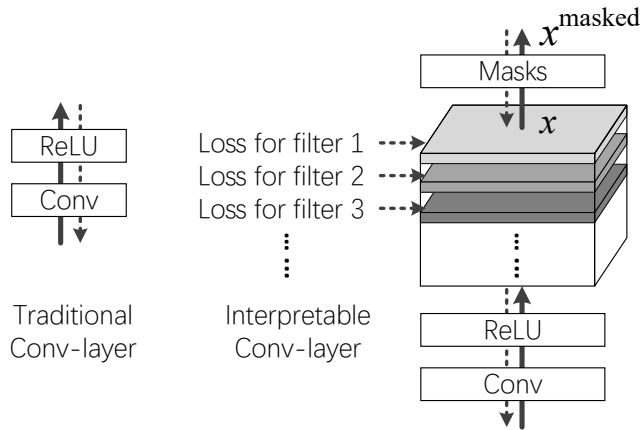 ReLU
Conv
Traditional
Conv-layer
x^masked
Masks
x
Loss for filter 1
Loss for filter 2
Loss for filter 3
Interpretable
Conv-layer
ReLU
Conv